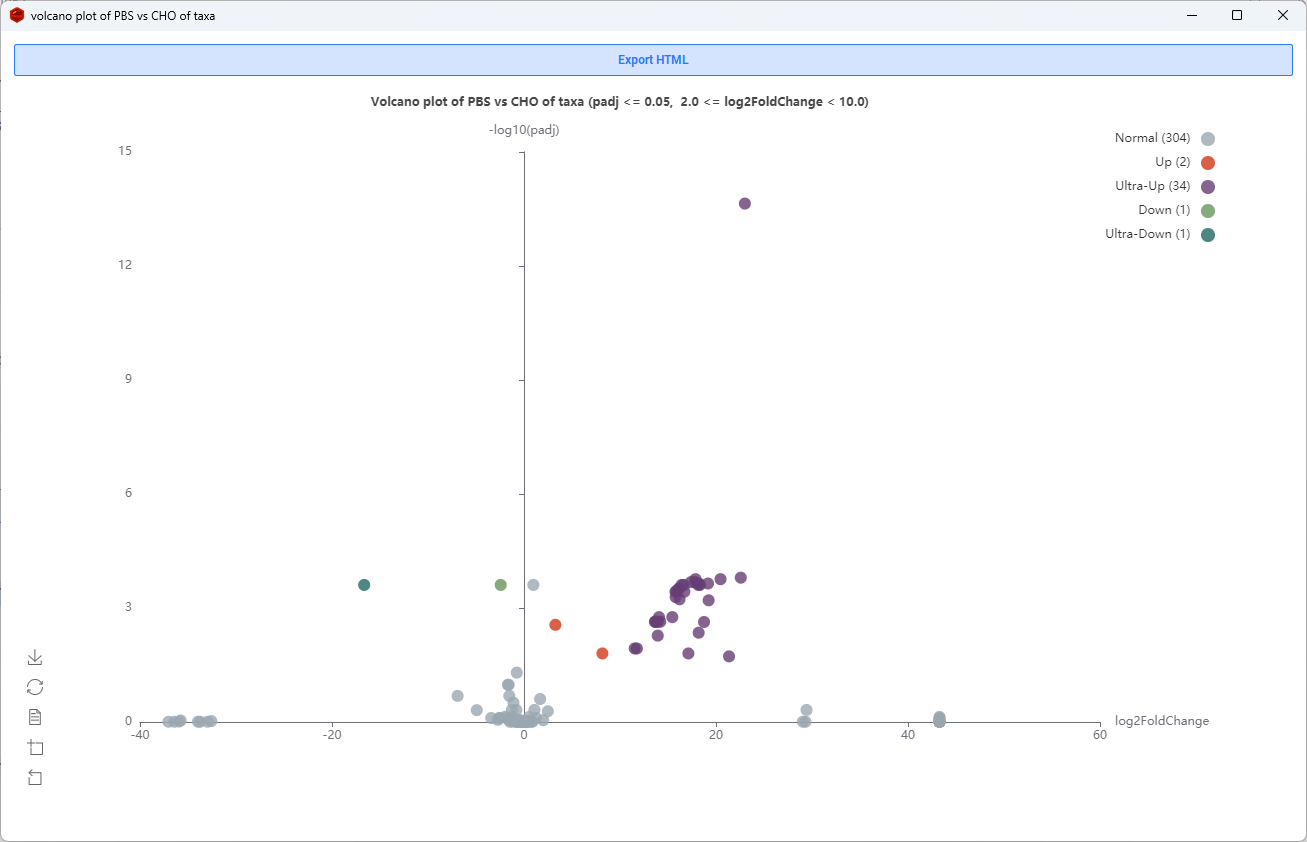 volcano plot of PBS vs CHO of taxa
Export HTML
Volcano plot of PBS vs CHO of taxa (padj <= 0.05,  2.0 <= log2FoldChange < 10.0)
-log10(padj)
Normal (304)
Up (2)
Ultra-Up (34)
Down (1)
Ultra-Down (1)
15
12
9
6
3
0
-40
-20
0
20
40
60
log2FoldChange